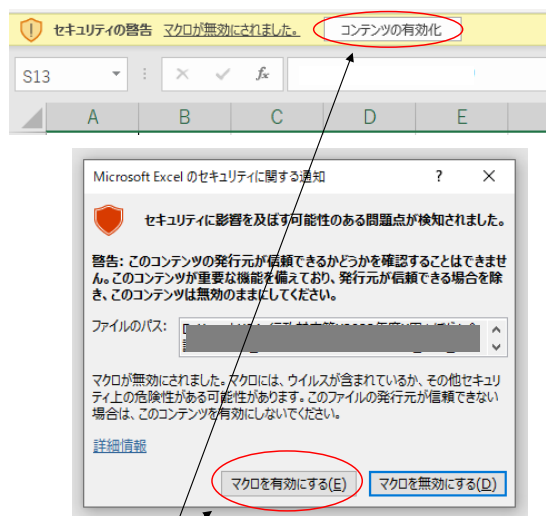 セキュリティの警告 マクロが無効にされました。 コンテンツの有効化
S13 fx
A B C D E
Microsoft Excel のセキュリティに関する通知 ? ×
セキュリティに影響を及ぼす可能性のある問題点が検知されました。
警告: このコンテンツの発行元が信頼できるかどうかを確認することはできませ
ん。このコンテンツが重要な機能を備えており、発行元が信頼できる場合を除
き、このコンテンツは無効のままにしてください。
ファイルのパス:
マクロが無効にされました。マクロには、ウイルスが含まれているか、その他セキュリ
ティ上の危険性がある可能性があります。このファイルの発行元が信頼できない
場合は、このコンテンツを有効にしないでください。
詳細情報
マクロを有効にする(E) マクロを無効にする(D)